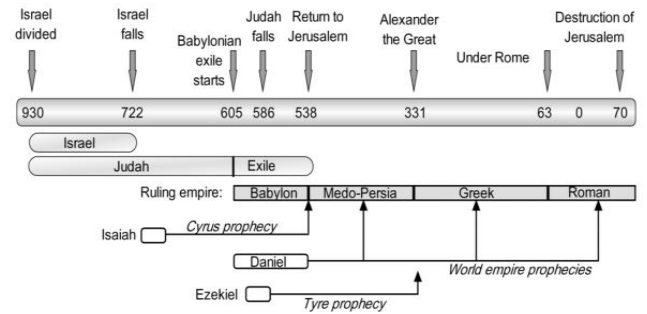 Israel
divided
Israel
falls
Babylonian
exile
starts
Judah
falls
Return to
Jerusalem
Alexander
the Great
Under Rome
Destruction of
Jerusalem
930 722 605 586 538 331 63 0 70
Israel
Judah Exile
Ruling empire: Babylon Medo-Persia Greek Roman
Isaiah Cyrus prophecy
Daniel World empire prophecies
Ezekiel Tyre prophecy